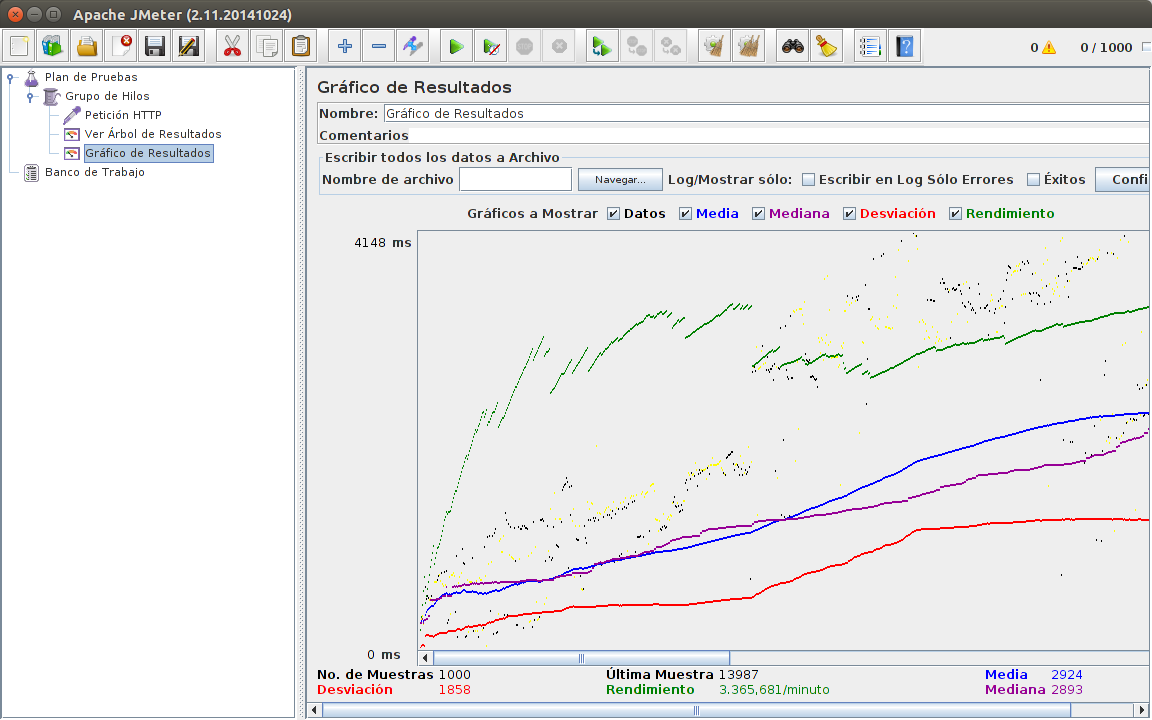 Apache JMeter (2.11.20141024)
0 0 / 1000
Plan de Pruebas
Grupo de Hilos
Petición HTTP
Ver Árbol de Resultados
Gráfico de Resultados
Banco de Trabajo
Gráfico de Resultados
Nombre: Gráfico de Resultados
Comentarios
Escribir todos los datos a Archivo
Nombre de archivo Navegar... Log/Mostrar sólo: Escribir en Log Sólo Errores Éxitos Confi
Gráficos a Mostrar Datos Media Mediana Desviación Rendimiento
4148 ms
0 ms
No. de Muestras 1000 Última Muestra 13987 Media 2924
Desviación 1858 Rendimiento 3.365,681/minuto Mediana 2893